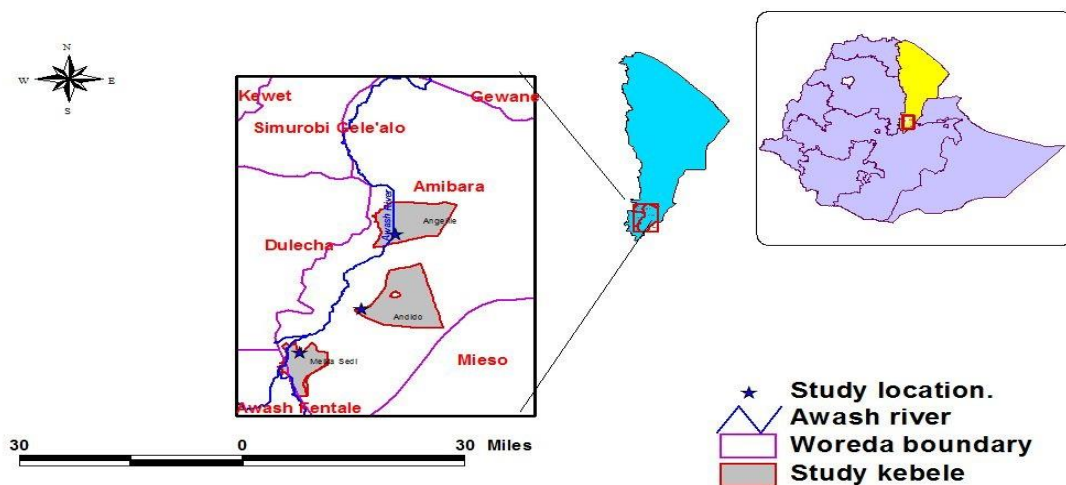 N
W E
S
Kewet
Gewane
Simurobi Gele'alo
Amibara
Awash River
Angelle
Dulecha
Andido
Melka Sedi
Mieso
Awash Fentale
30 0 30 Miles
Study location.
Awash river
Woreda boundary
Study kebele